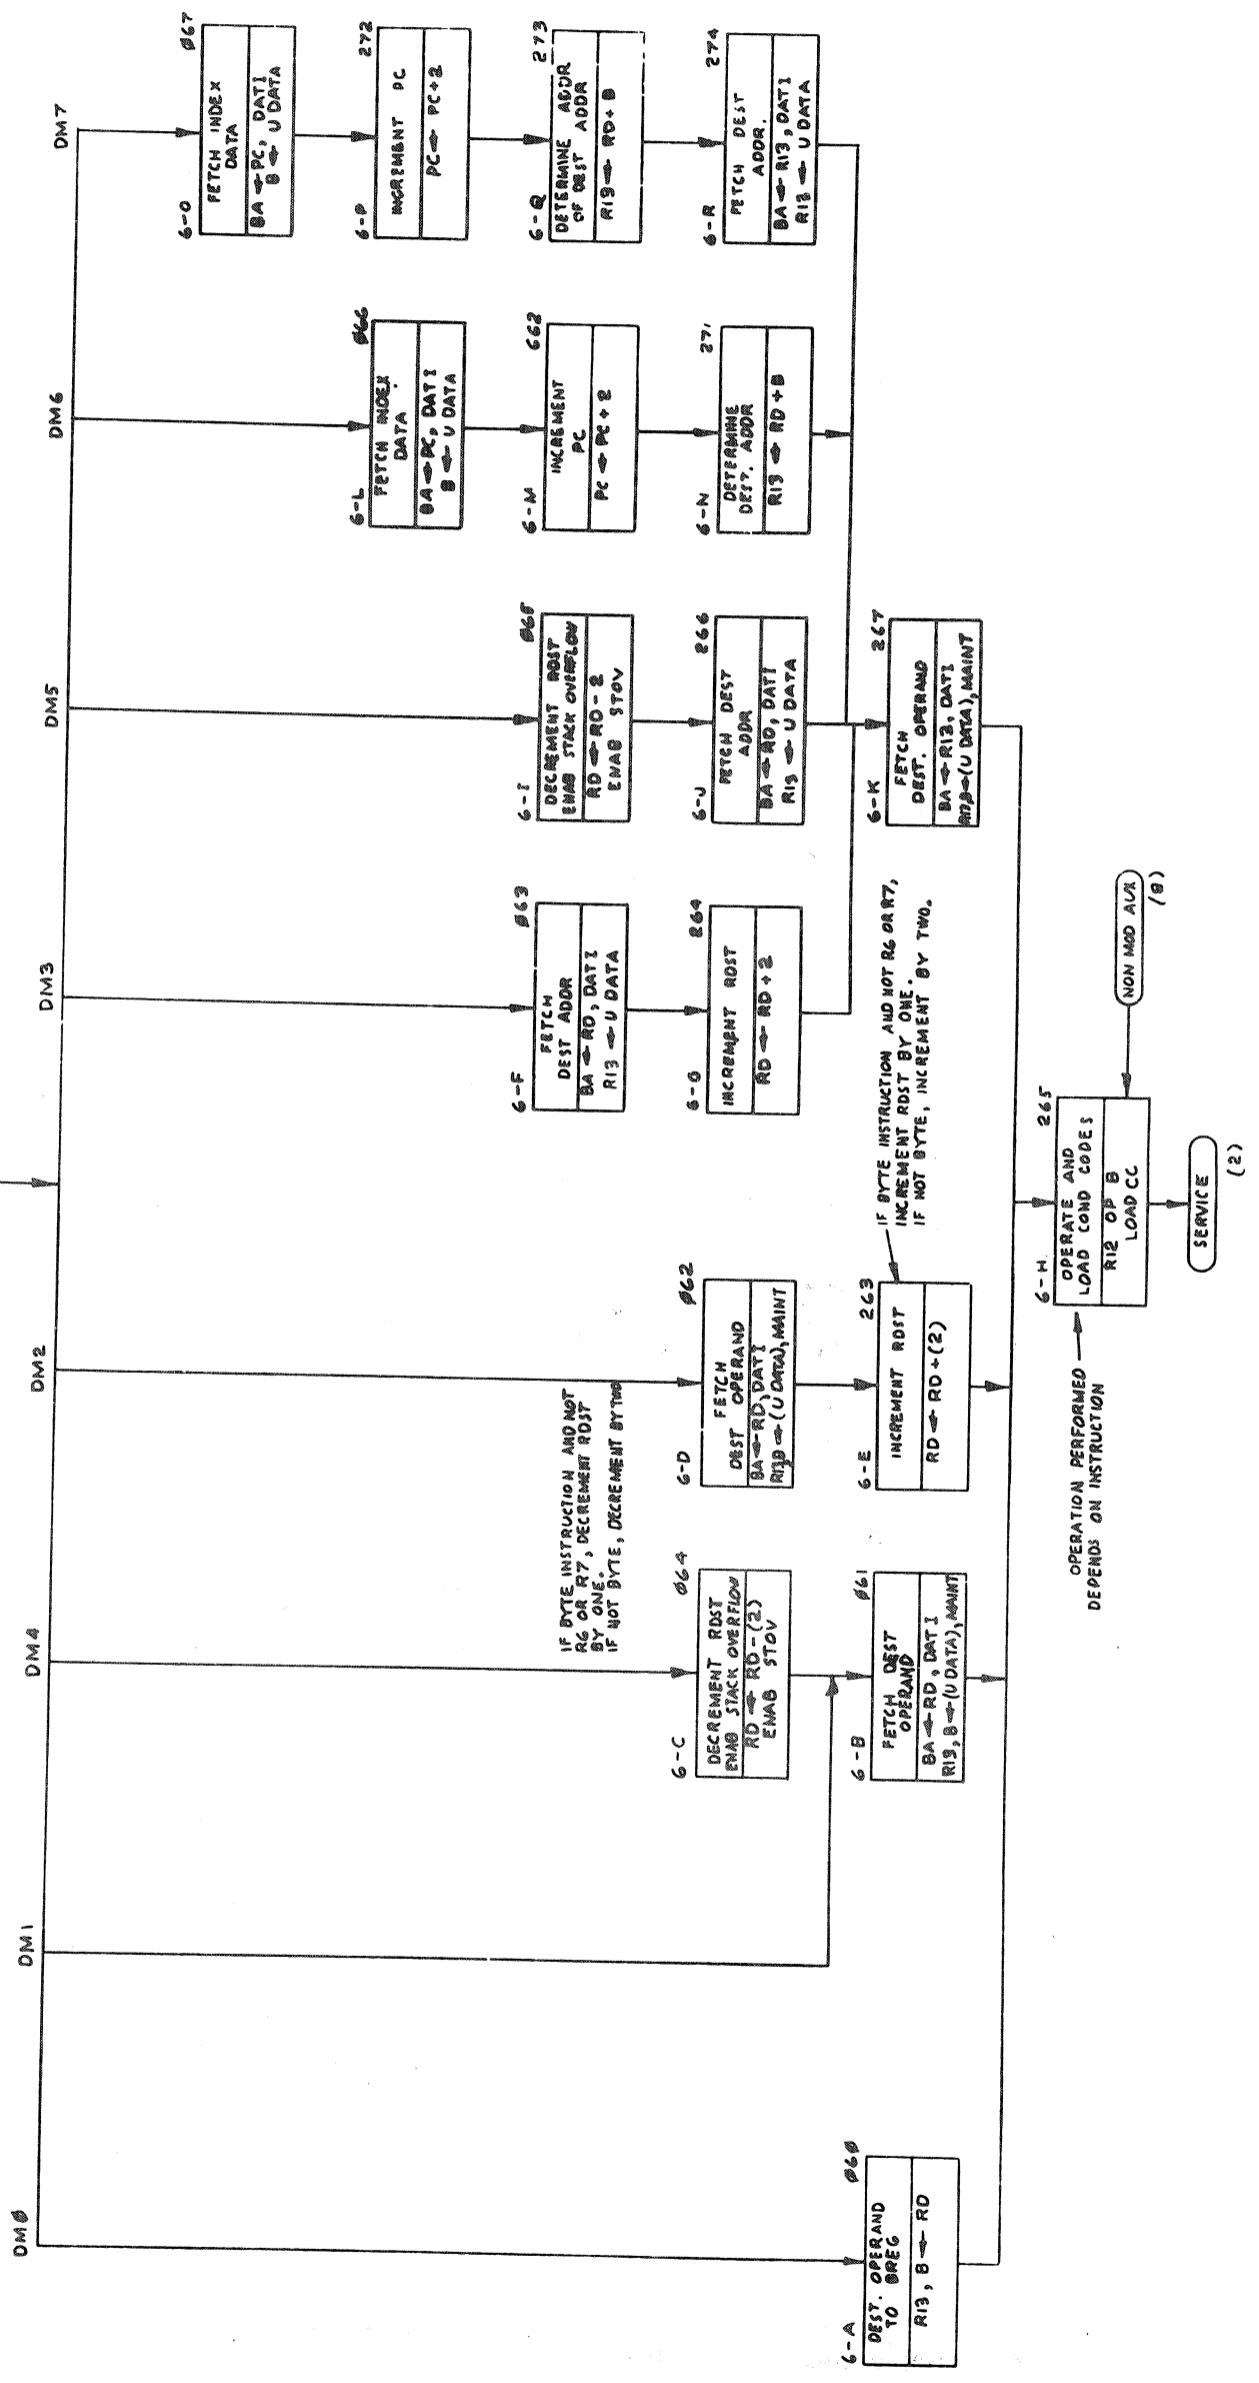 DMØ
DM1
DM4
DM2
DM3
DM5
DM6
DM7
6-O Ø67
FETCH INDEX
DATA
BA ← PC, DATI
B ← U DATA
6-P 272
INCREMENT PC
PC ← PC+2
6-Q 273
DETERMINE ADDR
OF DEST ADDR
R13 ← RD+B
6-R 274
FETCH DEST
ADDR.
BA ← R13, DATI
R13 ← U DATA
6-L Ø66
FETCH INDEX
DATA.
BA ← PC, DATI
B ← U DATA
6-M 662
INCREMENT
PC
PC ← PC+2
6-N 271
DETERMINE
DEST. ADDR
R13 ← RD+B
6-I Ø65
DECREMENT RDST
ENAB STACK OVERFLOW
RD ← RD-2
ENAB STOV
6-J 266
FETCH DEST
ADDR
BA ← RD, DATI
R13 ← U DATA
6-K 267
FETCH
DEST. OPERAND
BA ← R13, DATI
←(U DATA), MAINT
6-F Ø63
FETCH
DEST ADDR
BA ← RD, DATI
R13 ← U DATA
6-G 264
INCREMENT RDST
RD ← RD+2
IF BYTE INSTRUCTION AND NOT R6 OR R7,
INCREMENT RDST BY ONE.
IF NOT BYTE, INCREMENT BY TWO.
6-D Ø62
FETCH
DEST OPERAND
BA ← RD, DATI
←(U DATA), MAINT
6-E 263
INCREMENT RDST
RD ← RD+(2)
IF BYTE INSTRUCTION AND NOT
R6 OR R7, DECREMENT RDST
BY ONE.
IF NOT BYTE, DECREMENT BY TWO
6-C Ø64
DECREMENT RDST
ENAB STACK OVERFLOW
RD ← RD-(2)
ENAB STOV
6-B Ø61
FETCH DEST
OPERAND
BA ← RD, DATI
R13, B ←(U DATA), MAINT
6-A Ø6Ø
DEST. OPERAND
TO BREG
R13, B ← RD
6-H 265
OPERATE AND
LOAD COND CODES
R12 OP B
LOAD CC
OPERATION PERFORMED
DEPENDS ON INSTRUCTION
NON MOD AUX
(8)
SERVICE
(2)